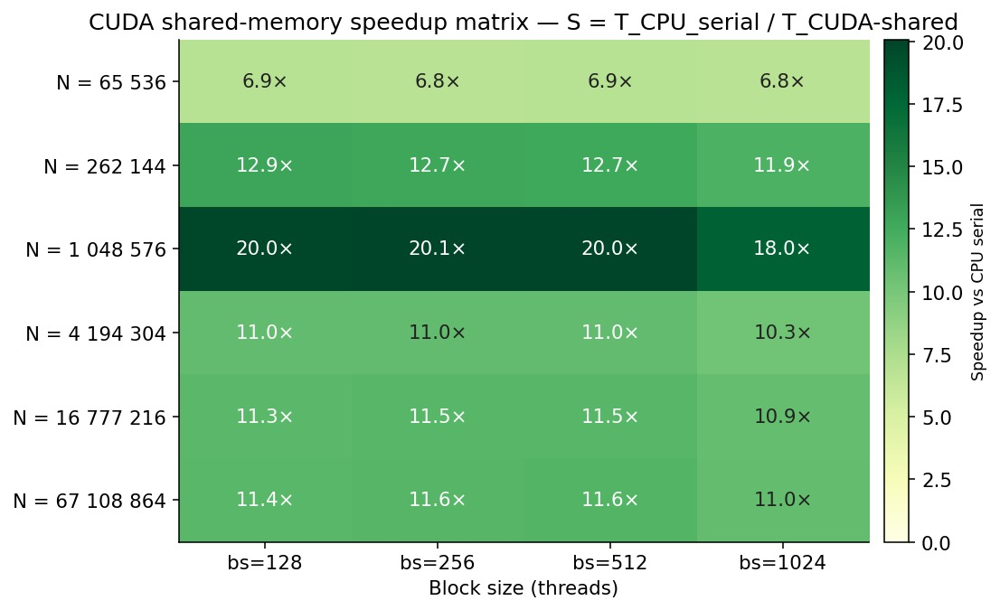 CUDA shared-memory speedup matrix — S = T_CPU_serial / T_CUDA-shared
N = 65 536 6.9× 6.8× 6.9× 6.8×
N = 262 144 12.9× 12.7× 12.7× 11.9×
N = 1 048 576 20.0× 20.1× 20.0× 18.0×
N = 4 194 304 11.0× 11.0× 11.0× 10.3×
N = 16 777 216 11.3× 11.5× 11.5× 10.9×
N = 67 108 864 11.4× 11.6× 11.6× 11.0×
bs=128 bs=256 bs=512 bs=1024
Block size (threads)
20.0
17.5
15.0
12.5
10.0
7.5
5.0
2.5
0.0
Speedup vs CPU serial